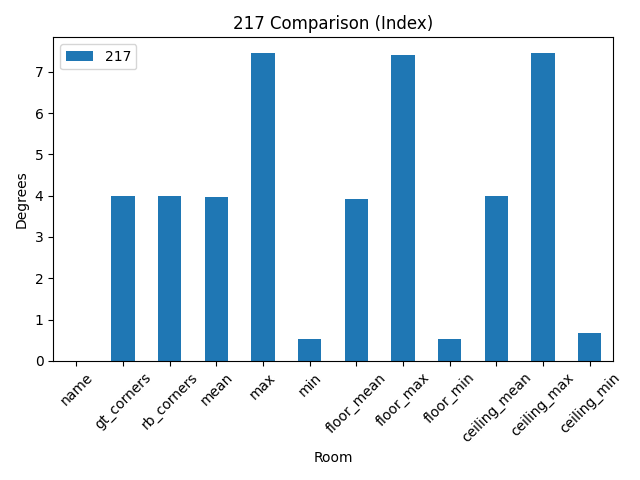 217 Comparison (Index)
217
Degrees
7
6
5
4
3
2
1
0
name
gt_corners
rb_corners
mean
max
min
floor_mean
floor_max
floor_min
ceiling_mean
ceiling_max
ceiling_min
Room